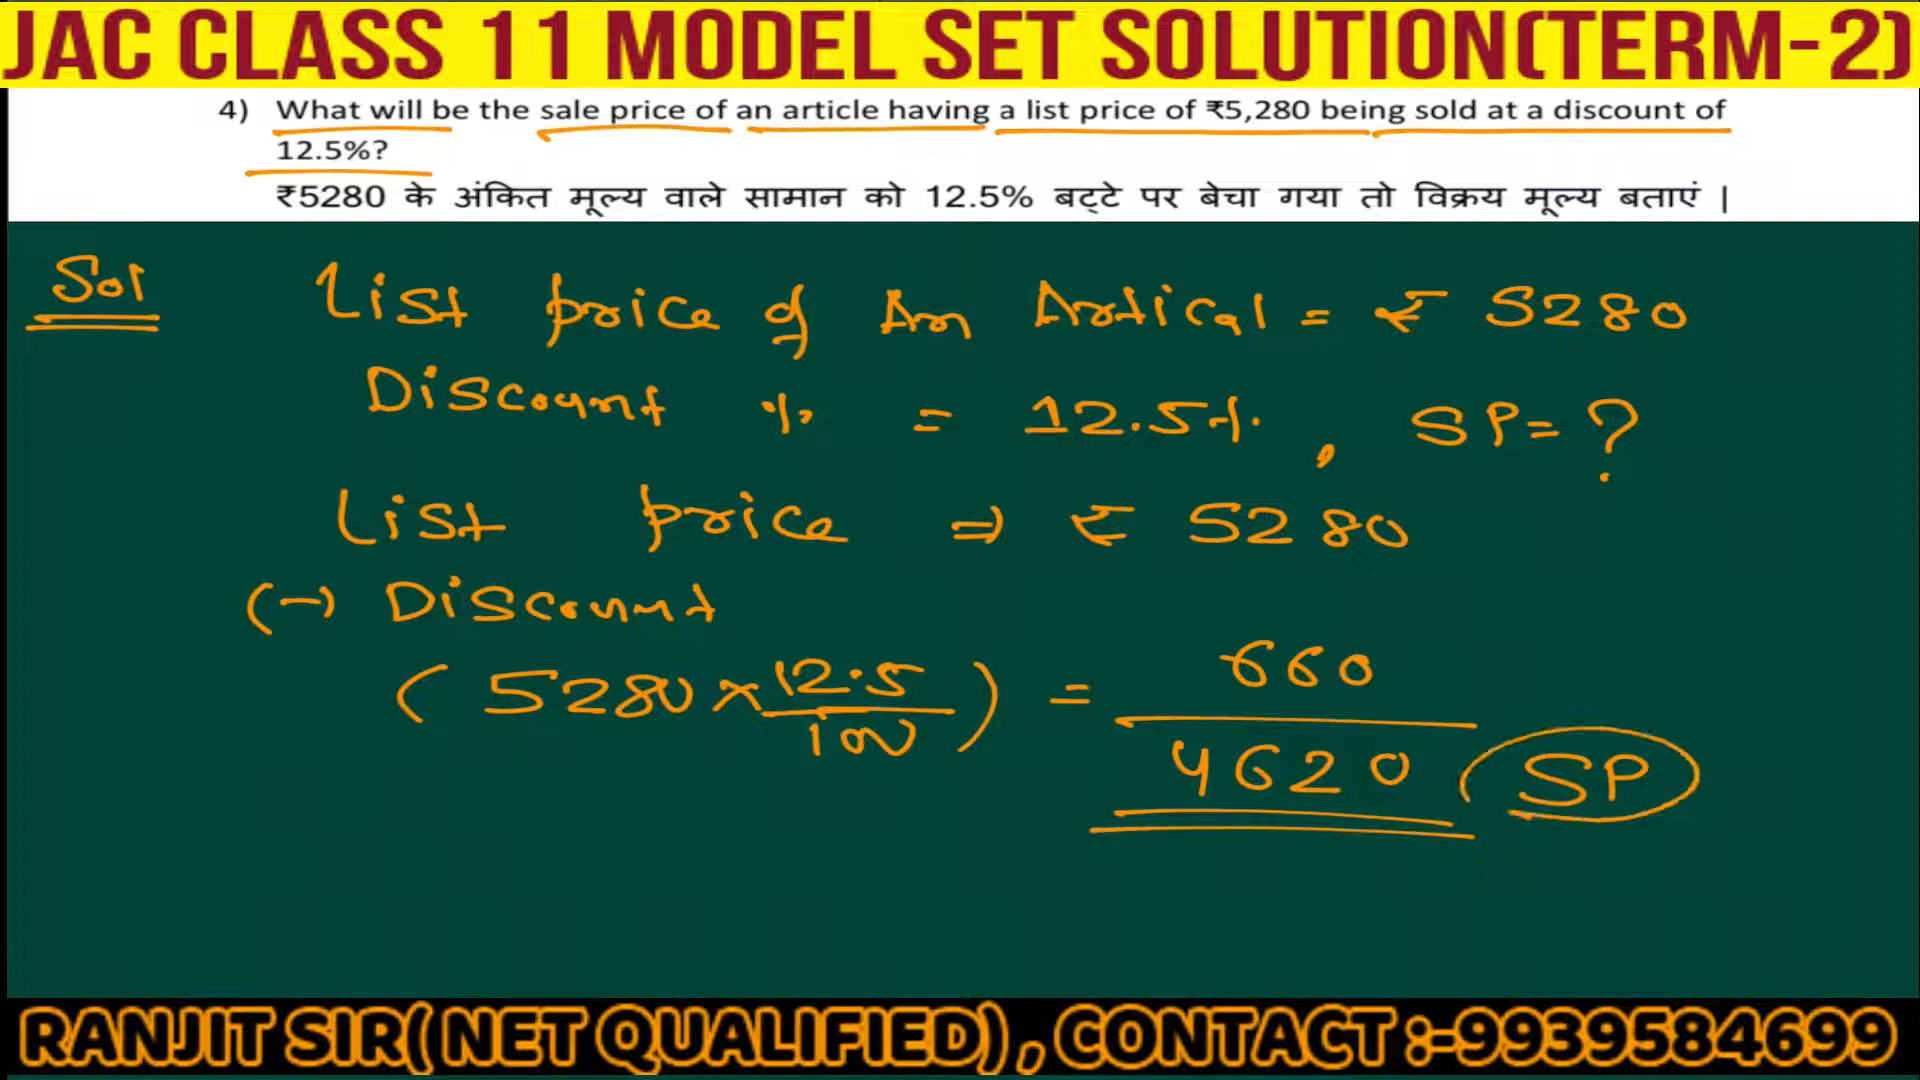 JAC CLASS 11 MODEL SET SOLUTION(TERM-2)
4) What will be the sale price of an article having a list price of ₹5,280 being sold at a discount of
12.5%?
₹5280 के अंकित मूल्य वाले सामान को 12.5% बट्टे पर बेचा गया तो विक्रय मूल्य बताएं |
Sol List price of An Artical = ₹ 5280
Discount % = 12.5%, SP = ?
List price ⇒ ₹ 5280
(-) Discount
(5280 × 12.5/100) = 660
4620 (SP)
RANJIT SIR( NET QUALIFIED) , CONTACT :-9939584699